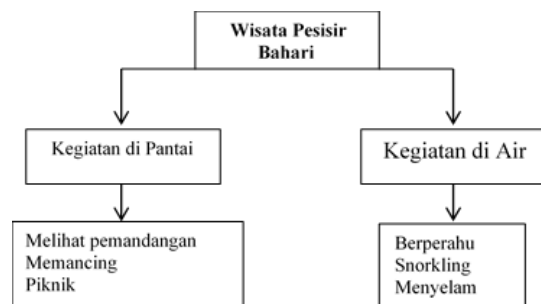 Wisata Pesisir
Bahari
Kegiatan di Pantai
Kegiatan di Air
Melihat pemandangan
Memancing
Piknik
Berperahu
Snorkling
Menyelam